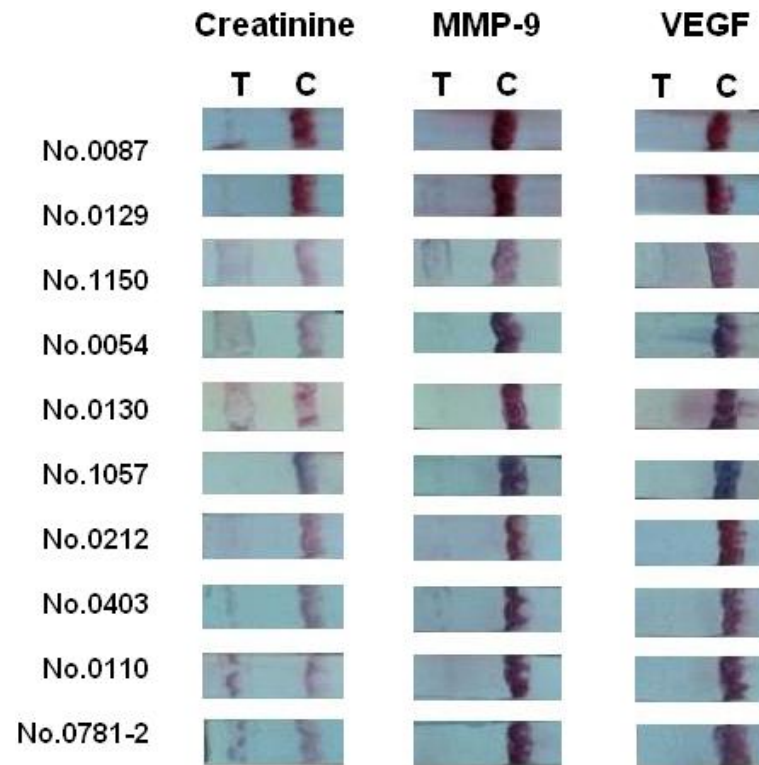 Creatinine MMP-9 VEGF
T C T C T C
No.0087
No.0129
No.1150
No.0054
No.0130
No.1057
No.0212
No.0403
No.0110
No.0781-2